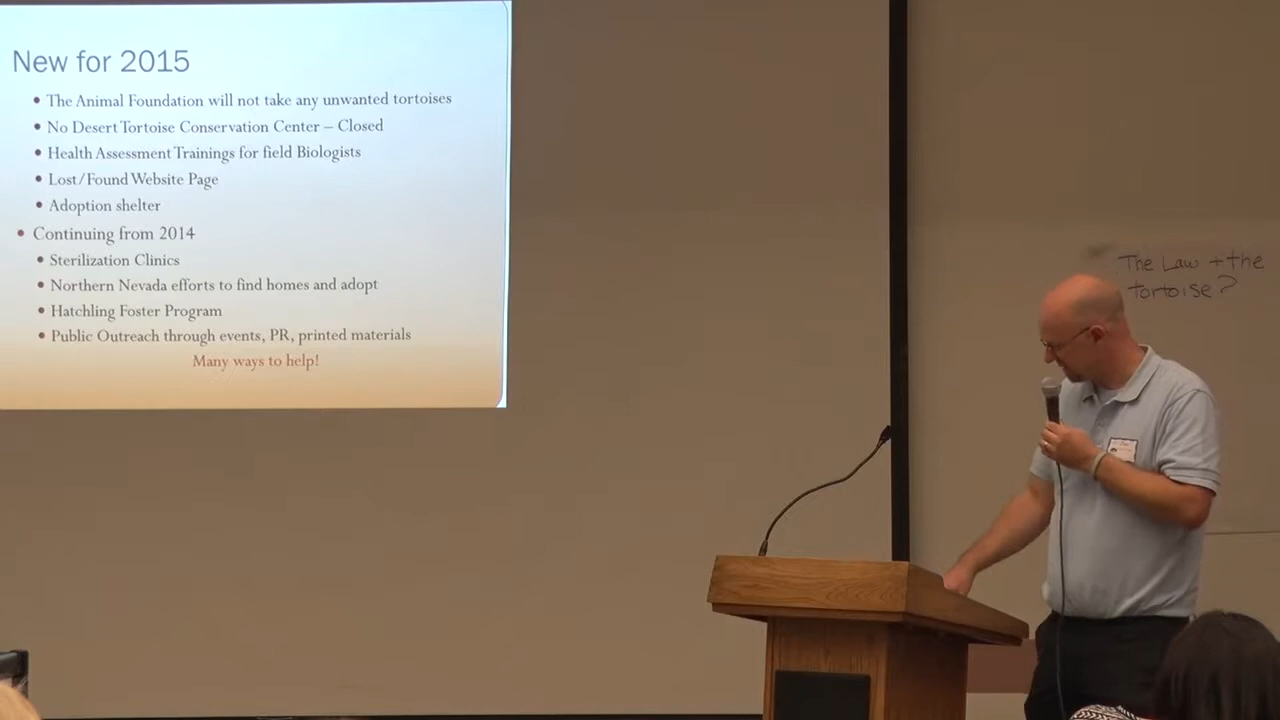 New for 2015
• The Animal Foundation will not take any unwanted tortoises
• No Desert Tortoise Conservation Center – Closed
• Health Assessment Trainings for field Biologists
• Lost/Found Website Page
• Adoption shelter
• Continuing from 2014
• Sterilization Clinics
• Northern Nevada efforts to find homes and adopt
• Hatchling Foster Program
• Public Outreach through events, PR, printed materials
Many ways to help!
The Law + the
tortoise?